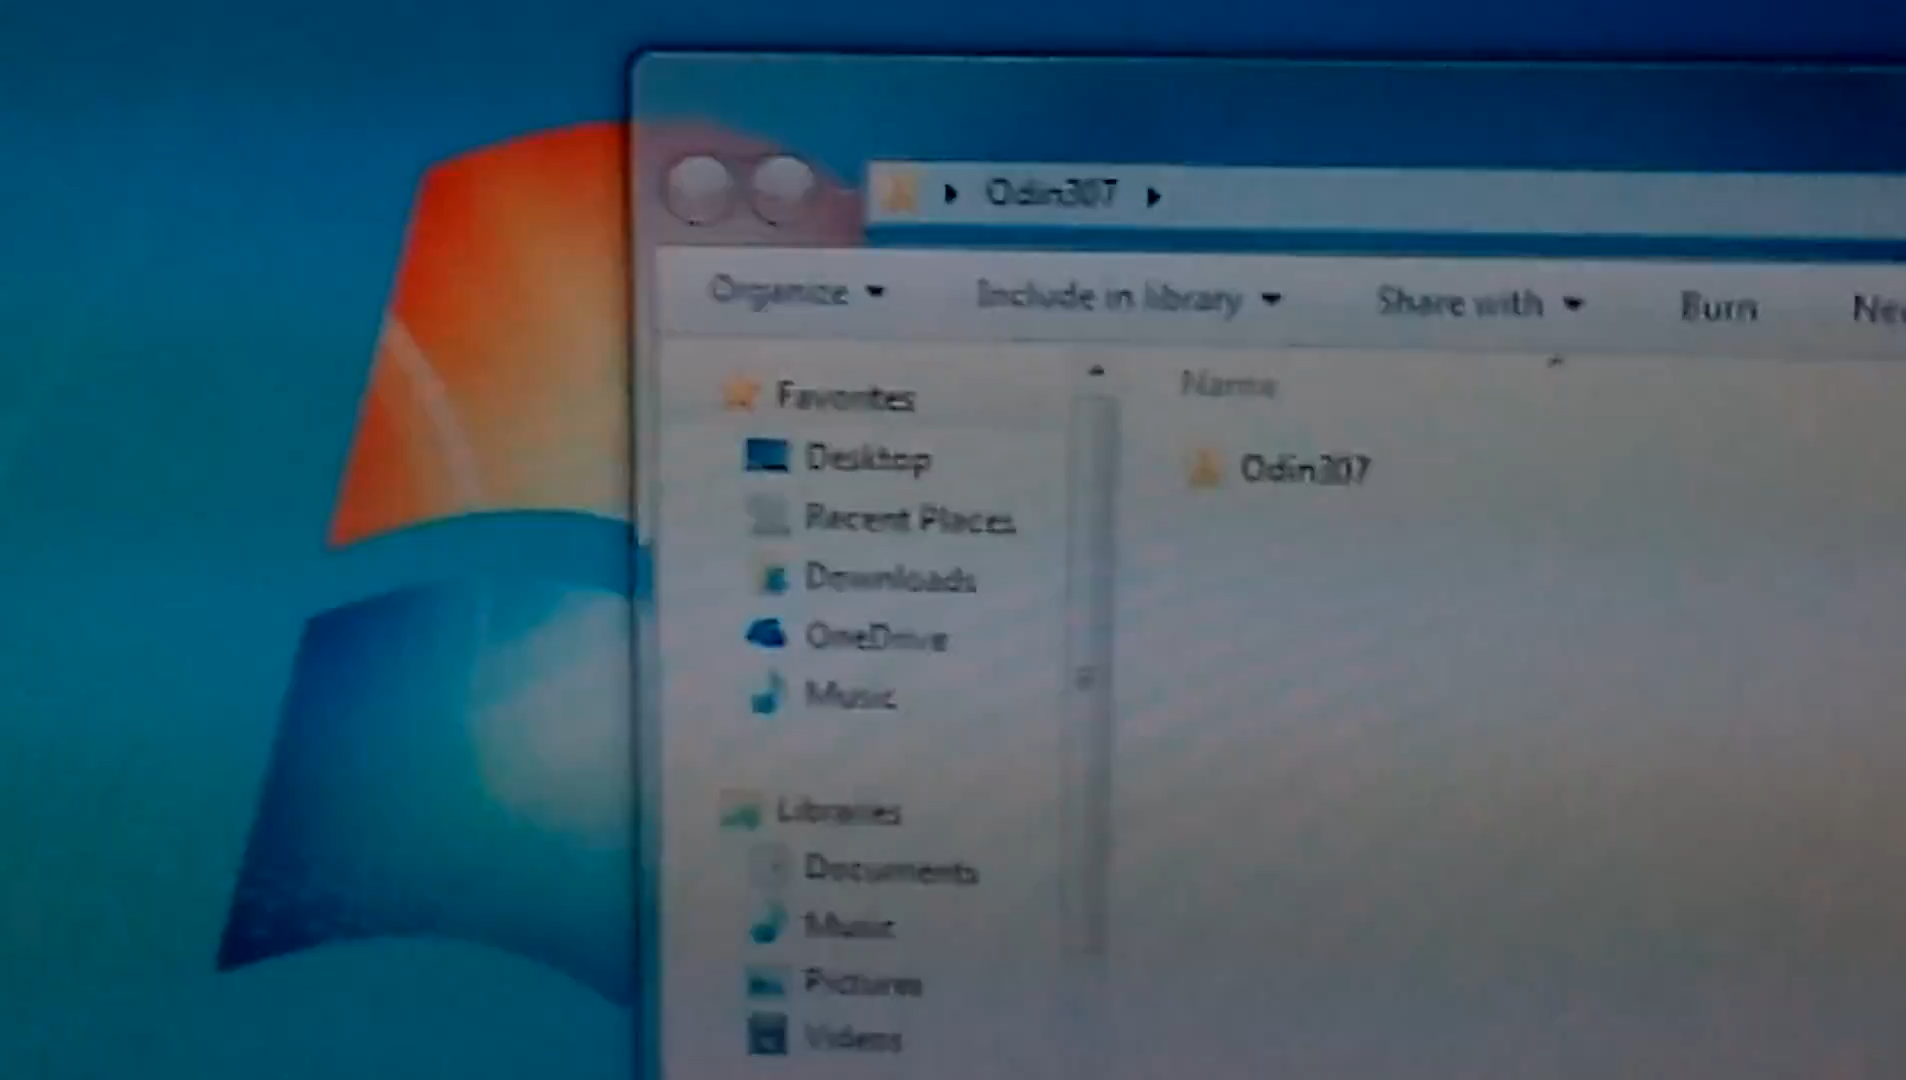 Odin307
Organize Include in library Share with Burn
Name
Favorites
Odin307
Desktop
Recent Places
Downloads
OneDrive
Music
Libraries
Documents
Music
Pictures
Videos